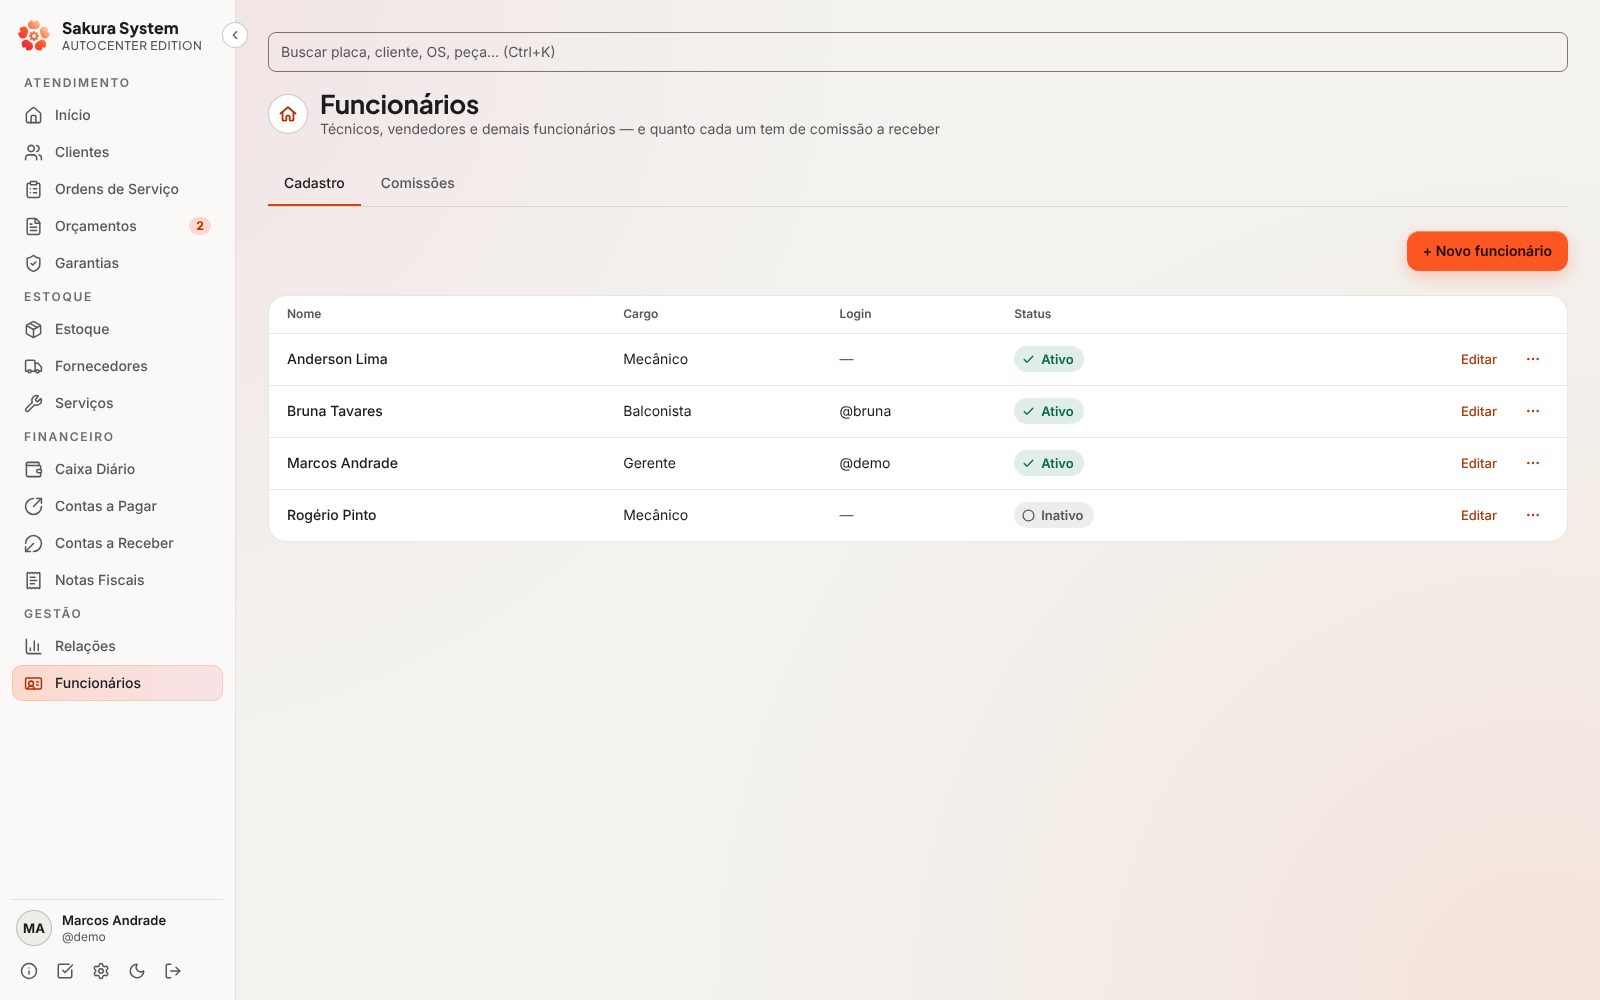 Sakura System
AUTOCENTER EDITION
ATENDIMENTO
Início
Clientes
Ordens de Serviço
Orçamentos 2
Garantias
ESTOQUE
Estoque
Fornecedores
Serviços
FINANCEIRO
Caixa Diário
Contas a Pagar
Contas a Receber
Notas Fiscais
GESTÃO
Relações
Funcionários
MA
Marcos Andrade
@demo
Buscar placa, cliente, OS, peça... (Ctrl+K)
Funcionários
Técnicos, vendedores e demais funcionários — e quanto cada um tem de comissão a receber
Cadastro Comissões
+ Novo funcionário
Nome Cargo Login Status
Anderson Lima Mecânico — Ativo Editar ···
Bruna Tavares Balconista @bruna Ativo Editar ···
Marcos Andrade Gerente @demo Ativo Editar ···
Rogério Pinto Mecânico — Inativo Editar ···